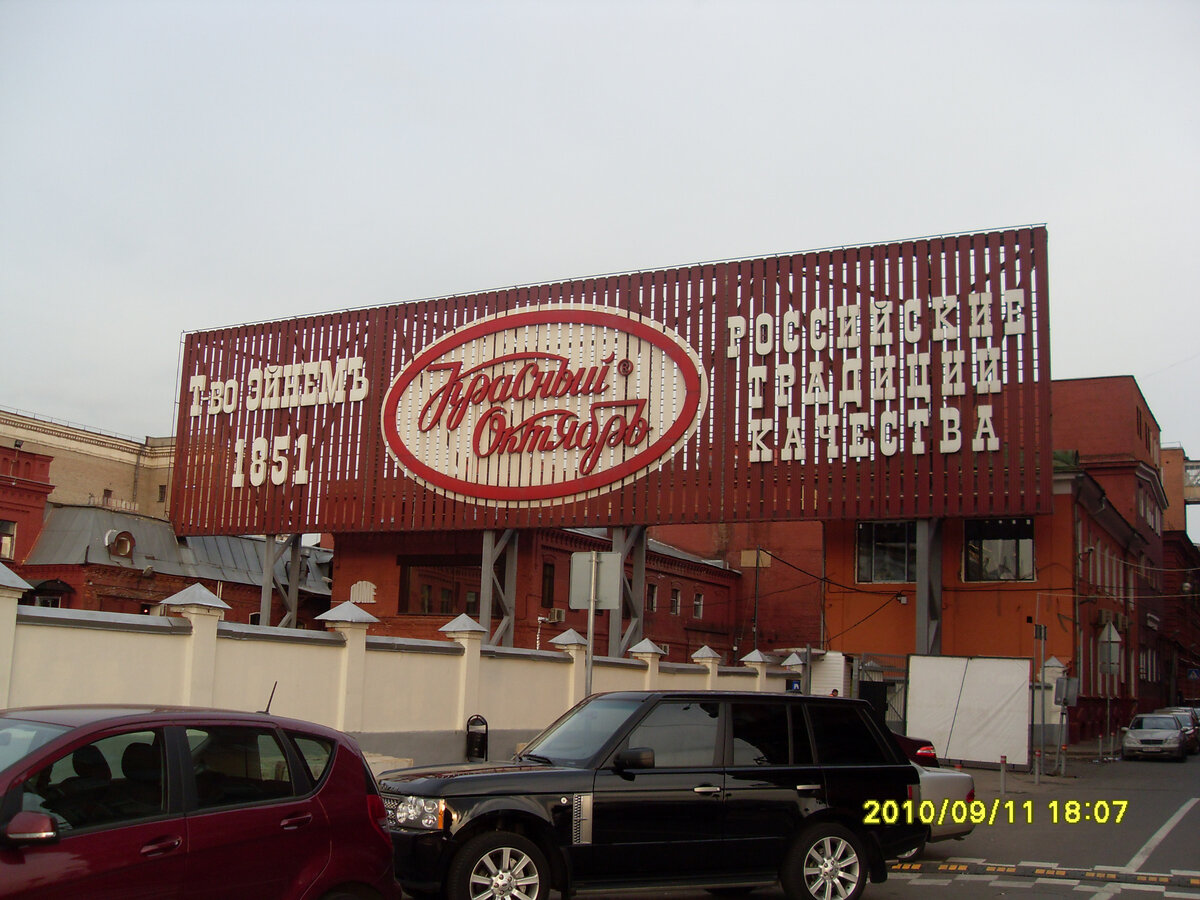 Т-во ЭЙНЕМЪ
1851
Красный
Октябрь
®
РОССИЙСКИЕ
ТРАДИЦИИ
КАЧЕСТВА
2010/09/11 18:07